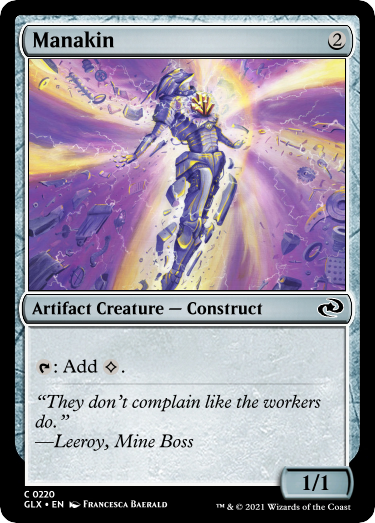 Manakin 2
Artifact Creature — Construct
: Add .
“They don’t complain like the workers
do.”
—Leeroy, Mine Boss
1/1
C 0220
GLX • EN Francesca Baerald
™ & © 2021 Wizards of the Coast